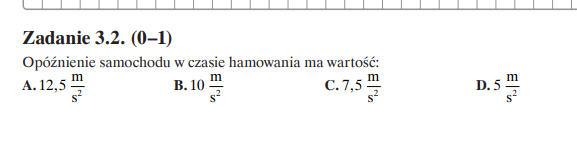 Zadanie 3.2. (0–1)
Opóźnienie samochodu w czasie hamowania ma wartość:
A. 12,5 m/s² B. 10 m/s² C. 7,5 m/s² D. 5 m/s²